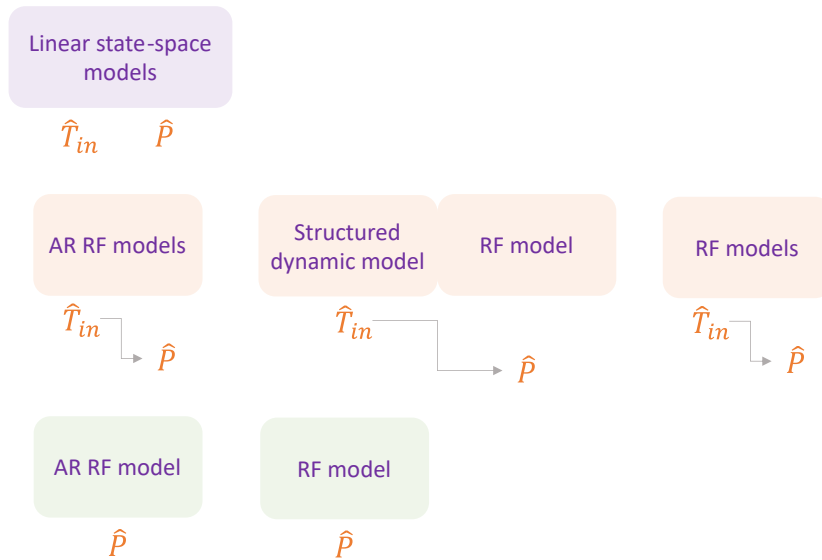 Linear state-space
models
T̂in P̂
AR RF models
Structured
dynamic model
RF model
RF models
T̂in
P̂
T̂in
P̂
T̂in
P̂
AR RF model
RF model
P̂
P̂